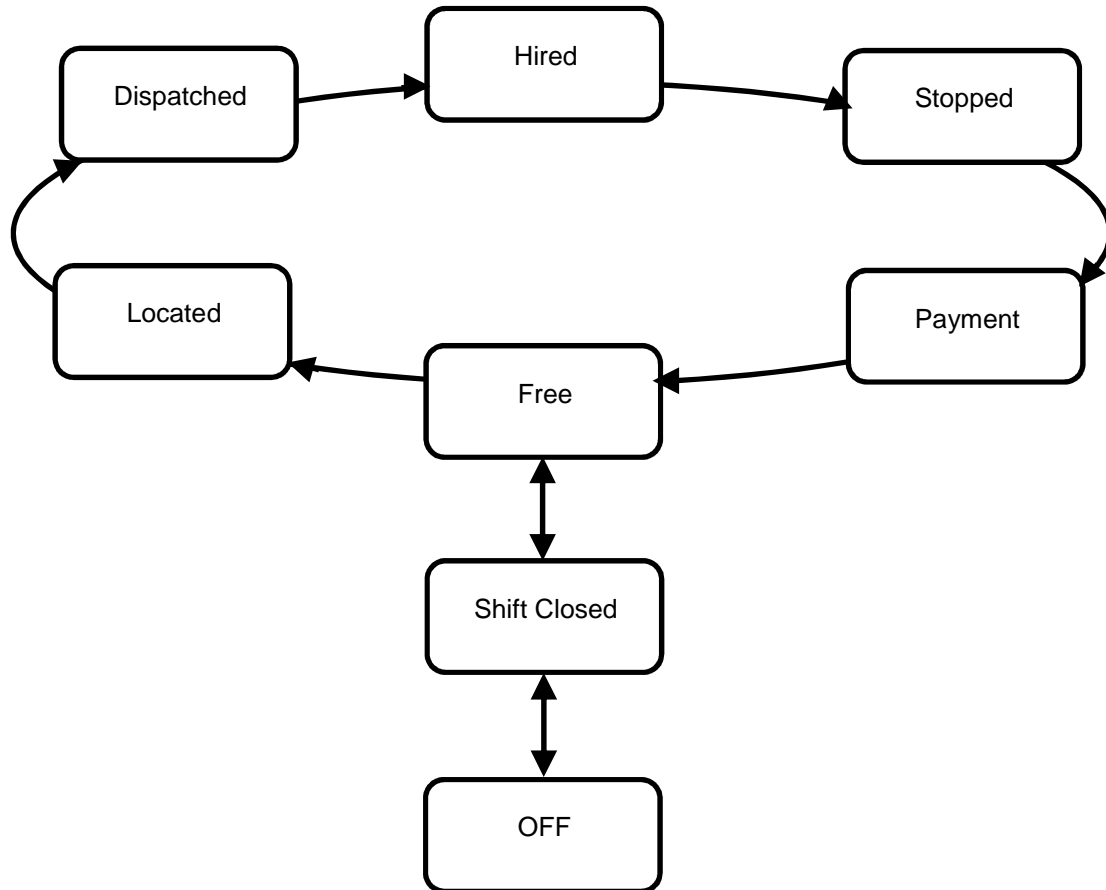 Hired
Dispatched
Stopped
Located
Payment
Free
Shift Closed
OFF